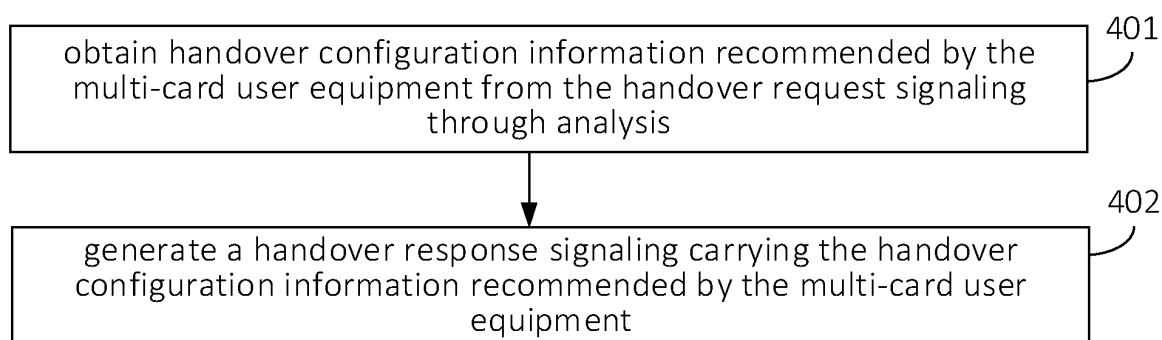 401
obtain handover configuration information recommended by the
multi-card user equipment from the handover request signaling
through analysis
402
generate a handover response signaling carrying the handover
configuration information recommended by the multi-card user
equipment